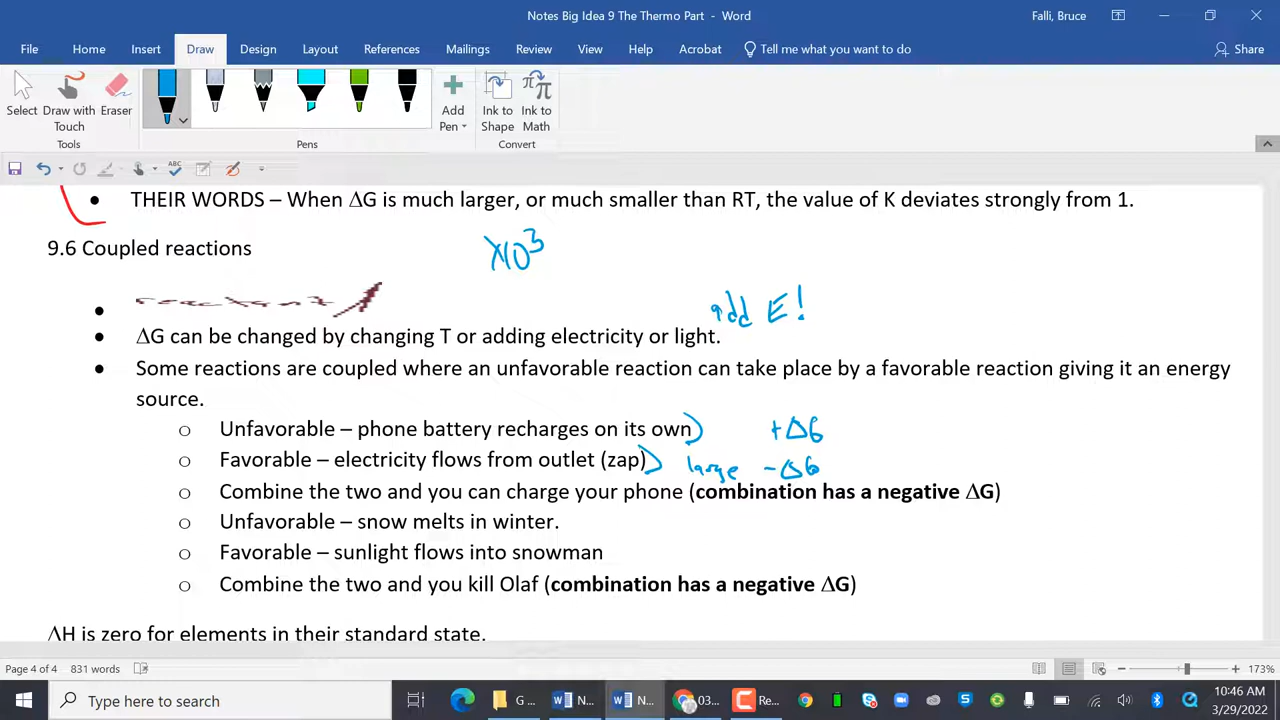 Notes Big Idea 9 The Thermo Part - Word
Falli, Bruce
File Home Insert Draw Design Layout References Mailings Review View Help Acrobat Tell me what you want to do Share
Select Draw with Touch Eraser
Add Pen
Ink to Shape
Ink to Math
Tools Pens Convert
ABC
• THEIR WORDS – When ΔG is much larger, or much smaller than RT, the value of K deviates strongly from 1.
9.6 Coupled reactions
x10³
add E!
• ΔG can be changed by changing T or adding electricity or light.
• Some reactions are coupled where an unfavorable reaction can take place by a favorable reaction giving it an energy
source.
o Unfavorable – phone battery recharges on its own) +ΔG
o Favorable – electricity flows from outlet (zap) large -ΔG
o Combine the two and you can charge your phone (combination has a negative ΔG)
o Unfavorable – snow melts in winter.
o Favorable – sunlight flows into snowman
o Combine the two and you kill Olaf (combination has a negative ΔG)
ΔH is zero for elements in their standard state.
Page 4 of 4 831 words 173%
Type here to search
G ... N... N... 03... Re...
10:46 AM
3/29/2022